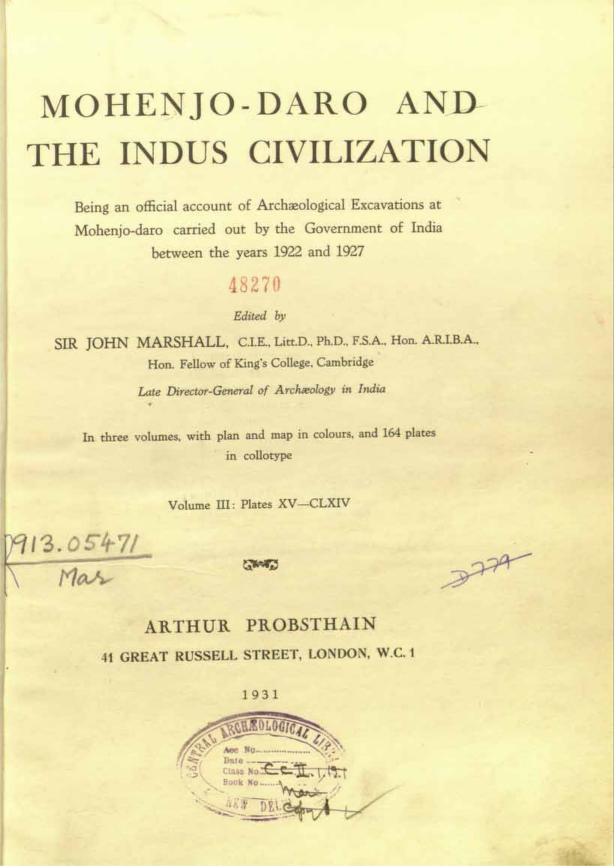 MOHENJO-DARO AND
THE INDUS CIVILIZATION
Being an official account of Archæological Excavations at
Mohenjo-daro carried out by the Government of India
between the years 1922 and 1927
48270
Edited by
SIR JOHN MARSHALL, C.I.E., Litt.D., Ph.D., F.S.A., Hon. A.R.I.B.A.,
Hon. Fellow of King's College, Cambridge
Late Director-General of Archæology in India
In three volumes, with plan and map in colours, and 164 plates
in collotype
Volume III: Plates XV—CLXIV
913.05471
Mar
D779
ARTHUR PROBSTHAIN
41 GREAT RUSSELL STREET, LONDON, W.C.1
1931
CENTRAL ARCHÆOLOGICAL
Acc No.
Date
Class No.
Book No
NEW